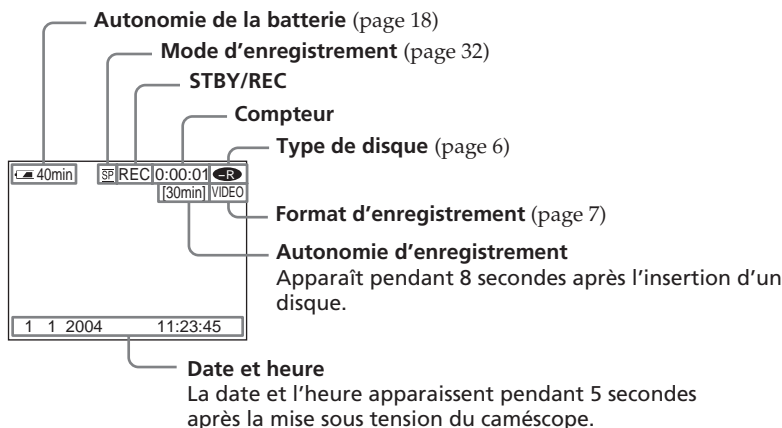 Autonomie de la batterie (page 18)
Mode d'enregistrement (page 32)
STBY/REC
Compteur
Type de disque (page 6)
40min SP REC 0:00:01 -R
[30min] VIDEO
Format d'enregistrement (page 7)
Autonomie d'enregistrement
Apparaît pendant 8 secondes après l'insertion d'un
disque.
1 1 2004 11:23:45
Date et heure
La date et l'heure apparaissent pendant 5 secondes
après la mise sous tension du caméscope.